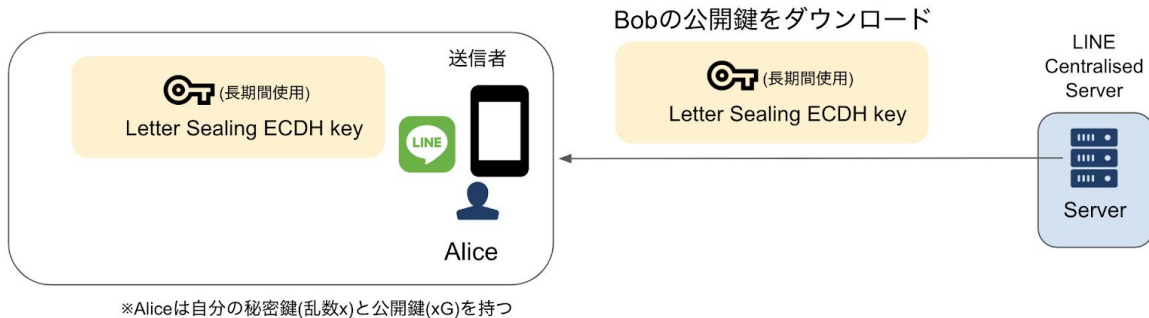 Bobの公開鍵をダウンロード
送信者
(長期間使用)
Letter Sealing ECDH key
LINE
Alice
(長期間使用)
Letter Sealing ECDH key
LINE
Centralised
Server
Server
※Aliceは自分の秘密鍵(乱数x)と公開鍵(xG)を持つ